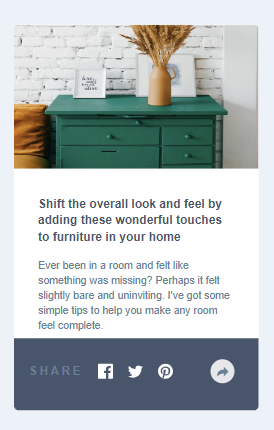 Shift the overall look and feel by
adding these wonderful touches
to furniture in your home
Ever been in a room and felt like
something was missing? Perhaps it felt
slightly bare and uninviting. I've got some
simple tips to help you make any room
feel complete.
SHARE